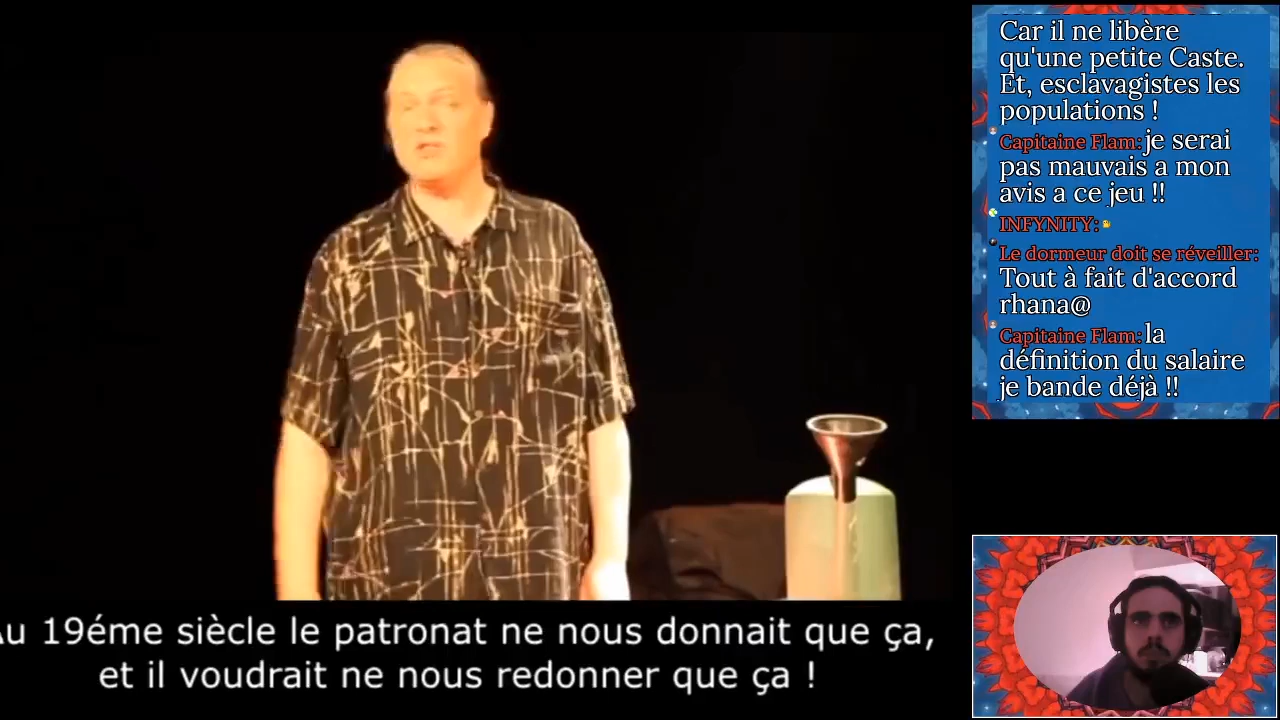 Car il ne libère
qu'une petite Caste.
Et, esclavagistes les
populations !
Capitaine Flam: je serai
pas mauvais a mon
avis a ce jeu !!
INFYNITY:
Le dormeur doit se réveiller:
Tout à fait d'accord
rhana@
Capitaine Flam: la
définition du salaire
je bande déjà !!
Au 19éme siècle le patronat ne nous donnait que ça,
et il voudrait ne nous redonner que ça !